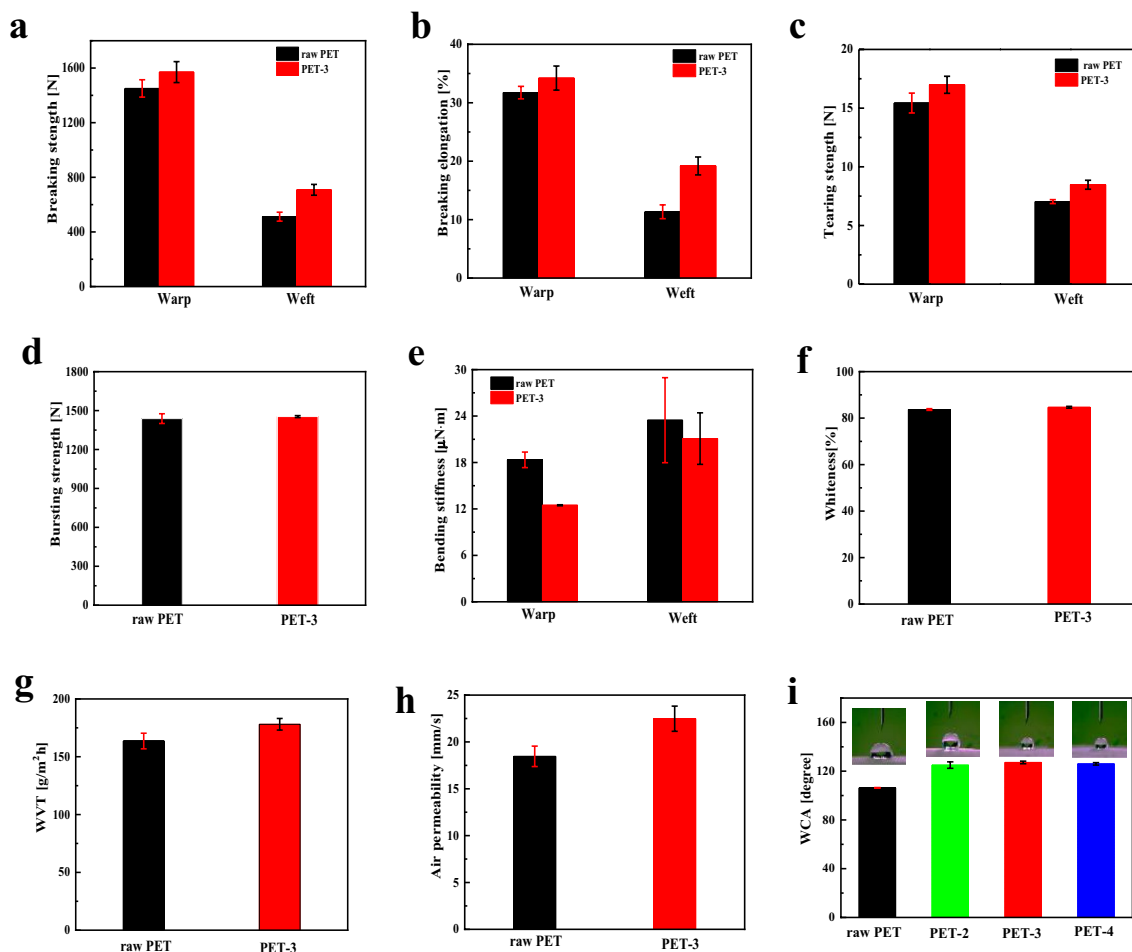 a
Breaking stength [N]
1600
1200
800
400
0
raw PET
PET-3
Warp
Weft
b
Breaking elongation [%]
40
30
20
10
0
raw PET
PET-3
Warp
Weft
c
Tearing stength [N]
20
15
10
5
0
raw PET
PET-3
Warp
Weft
d
Bursting strength [N]
1800
1500
1200
900
600
300
0
raw PET
PET-3
e
Bending stiffness [μN·m]
30
24
18
12
6
0
raw PET
PET-3
Warp
Weft
f
Whiteness[%]
100
80
60
40
20
0
raw PET
PET-3
g
WVT [g/m²h]
200
150
100
50
0
raw PET
PET-3
h
Air permeability [mm/s]
25
20
15
10
5
0
raw PET
PET-3
i
WCA [degree]
160
120
80
40
0
raw PET
PET-2
PET-3
PET-4